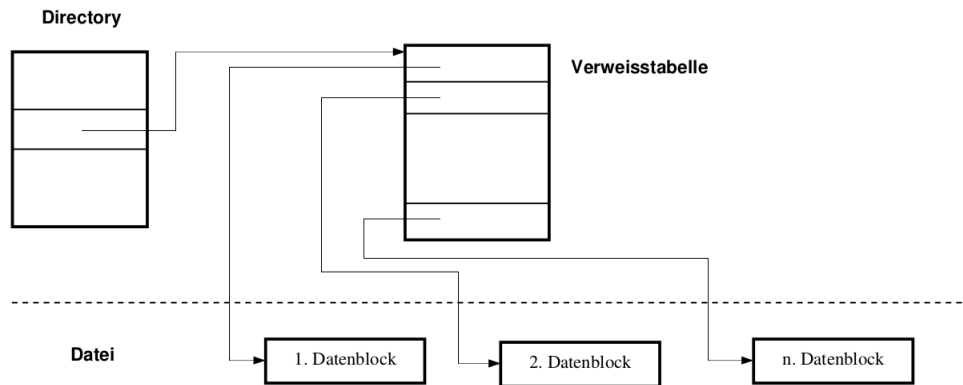 Directory
Verweisstabelle
Datei
1. Datenblock
2. Datenblock
n. Datenblock